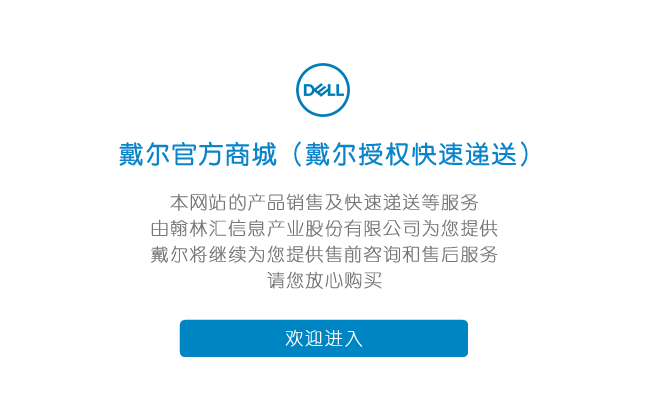 DELL
戴尔官方商城（戴尔授权快速递送）
本网站的产品销售及快速递送等服务
由翰林汇信息产业股份有限公司为您提供
戴尔将继续为您提供售前咨询和售后服务
请您放心购买
欢迎进入